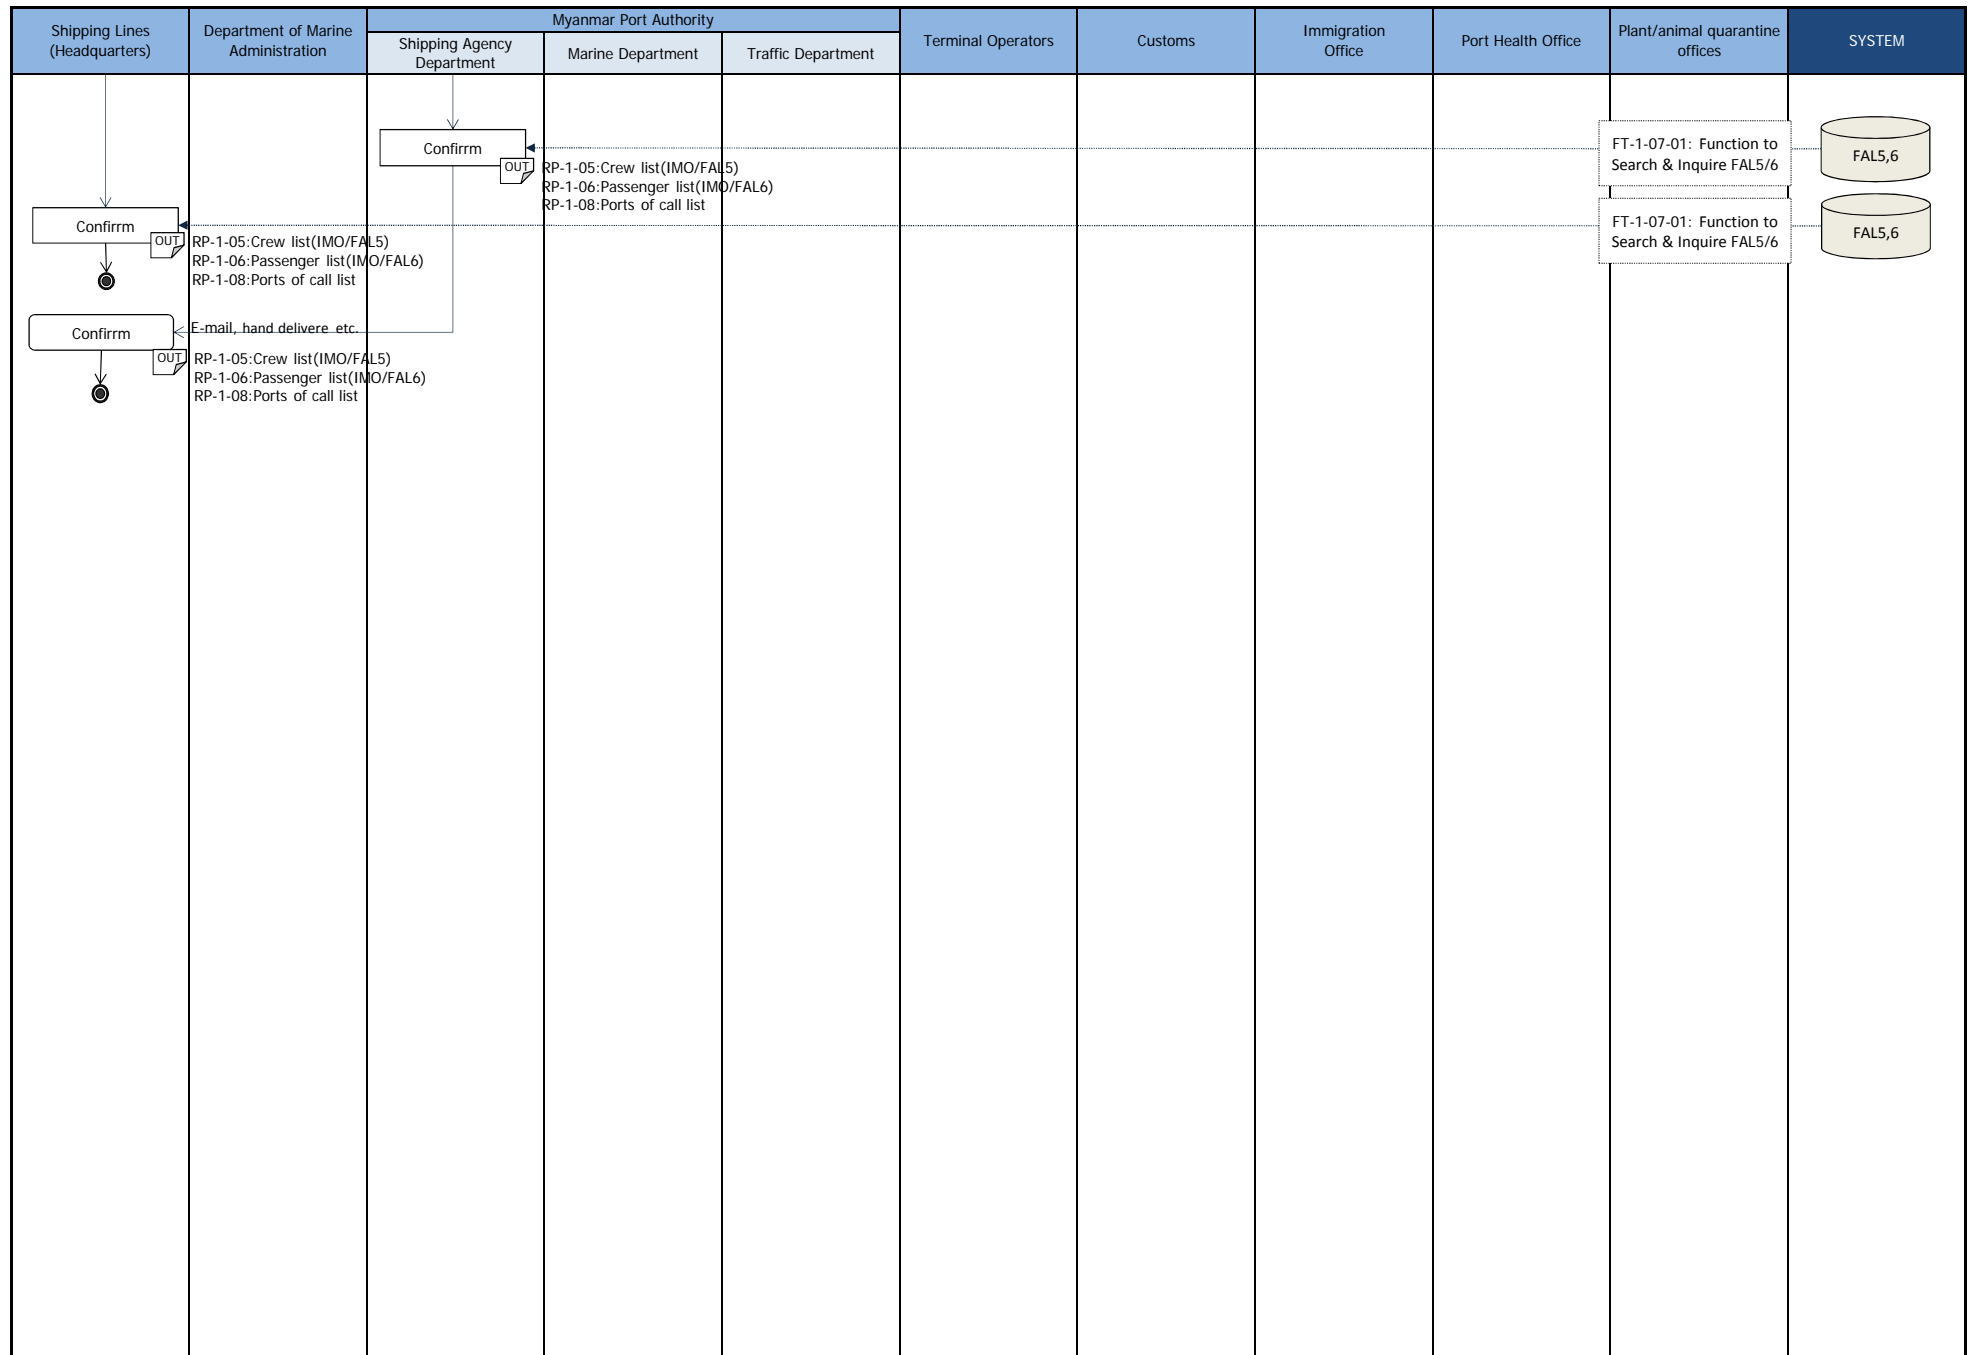 Shipping Lines
(Headquarters)
Department of Marine
Administration
Myanmar Port Authority
Shipping Agency
Department
Marine Department
Traffic Department
Terminal Operators
Customs
Immigration
Office
Port Health Office
Plant/animal quarantine
offices
SYSTEM
Confirrm
OUT
RP-1-05:Crew list(IMO/FAL5)
RP-1-06:Passenger list(IMO/FAL6)
RP-1-08:Ports of call list
FT-1-07-01: Function to
Search & Inquire FAL5/6
FAL5,6
Confirrm
OUT
RP-1-05:Crew list(IMO/FAL5)
RP-1-06:Passenger list(IMO/FAL6)
RP-1-08:Ports of call list
FT-1-07-01: Function to
Search & Inquire FAL5/6
FAL5,6
Confirrm
E-mail, hand delivere etc.
OUT
RP-1-05:Crew list(IMO/FAL5)
RP-1-06:Passenger list(IMO/FAL6)
RP-1-08:Ports of call list